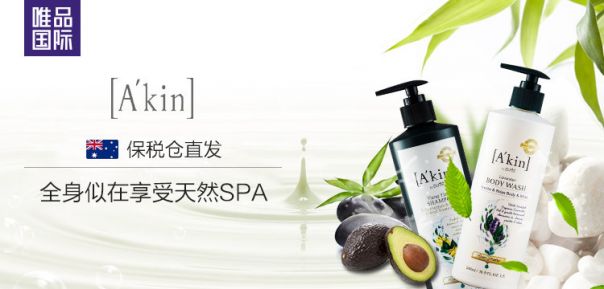 唯品
国际
[A'kin]
保税仓直发
全身似在享受天然SPA
[A'kin]
SHAMPOO
[A'kin]
Lavender
BODY WASH